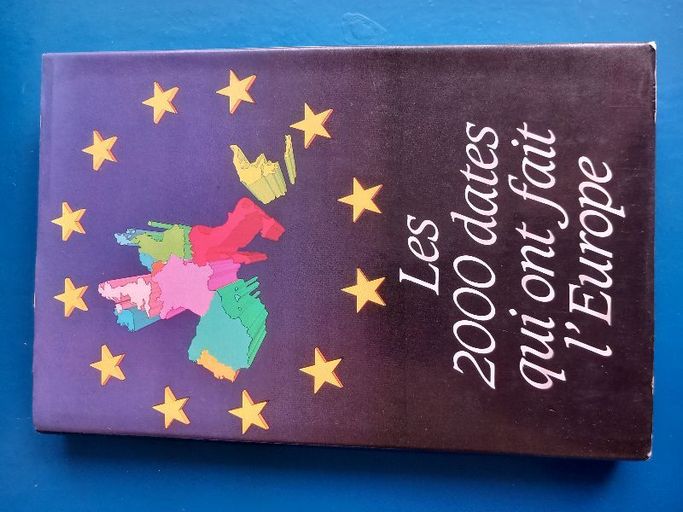 Les
2000 dates
qui ont fait
l'Europe